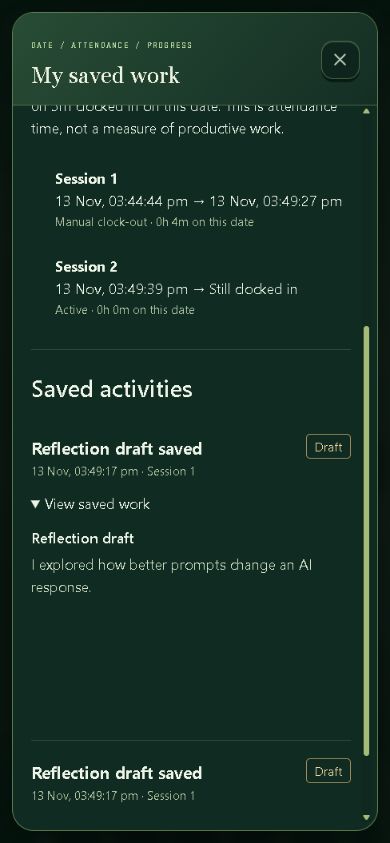 DATE / ATTENDANCE / PROGRESS
My saved work
0h 5m clocked in on this date. This is attendance
time, not a measure of productive work.
Session 1
13 Nov, 03:44:44 pm → 13 Nov, 03:49:27 pm
Manual clock-out · 0h 4m on this date
Session 2
13 Nov, 03:49:39 pm → Still clocked in
Active · 0h 0m on this date
Saved activities
Reflection draft saved
Draft
13 Nov, 03:49:17 pm · Session 1
▼ View saved work
Reflection draft
I explored how better prompts change an AI
response.
Reflection draft saved
Draft
13 Nov, 03:49:17 pm · Session 1